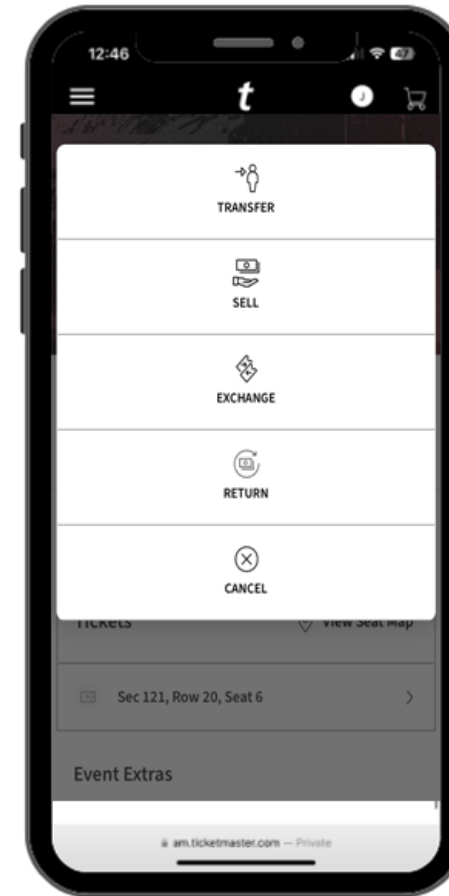 12:46
47
t
J
TRANSFER
SELL
EXCHANGE
RETURN
CANCEL
Tickets
View Seat Map
Sec 121, Row 20, Seat 6
Event Extras
am.ticketmaster.com — Private